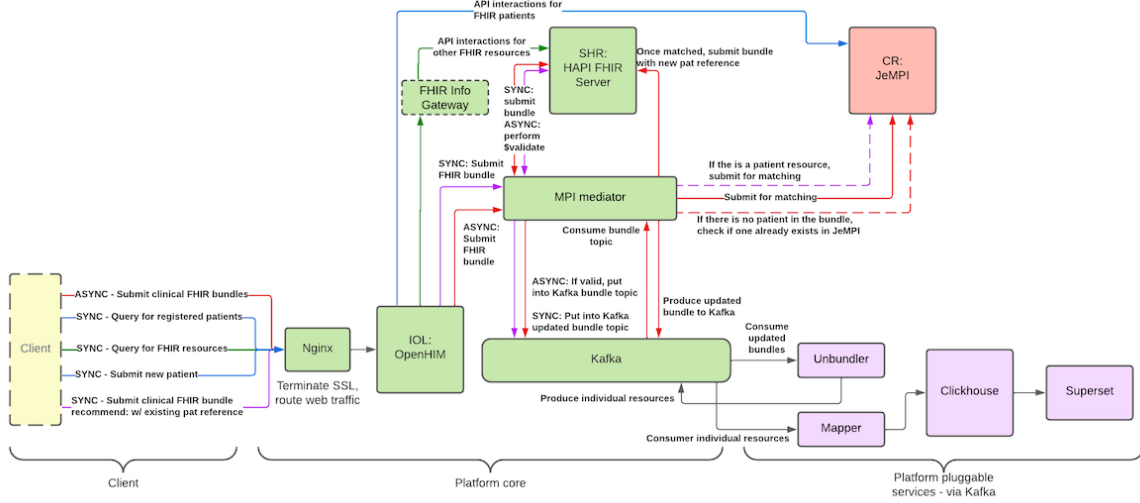 API interactions for
FHIR patients
API interactions for
other FHIR resources
SHR:
HAPI FHIR
Server
Once matched, submit bundle
with new pat reference
CR:
JeMPI
FHIR Info
Gateway
SYNC:
submit
bundle
ASYNC:
perform
$validate
SYNC: Submit
FHIR bundle
MPI mediator
If the is a patient resource,
submit for matching
Submit for matching
If there is no patient in the bundle,
check if one already exists in JeMPI
ASYNC:
Submit
FHIR
bundle
Consume bundle
topic
ASYNC: If valid, put
into Kafka bundle topic
SYNC: Put into Kafka
updated bundle topic
Produce updated
bundle to Kafka
Client
ASYNC - Submit clinical FHIR bundles
SYNC - Query for registered patients
SYNC - Query for FHIR resources
SYNC - Submit new patient
SYNC - Submit clinical FHIR bundle
recommend: w/ existing pat reference
Nginx
Terminate SSL,
route web traffic
IOL:
OpenHIM
Kafka
Consume
updated
bundles
Unbundler
Produce individual resources
Consumer individual resources
Mapper
Clickhouse
Superset
Client
Platform core
Platform pluggable
services - via Kafka